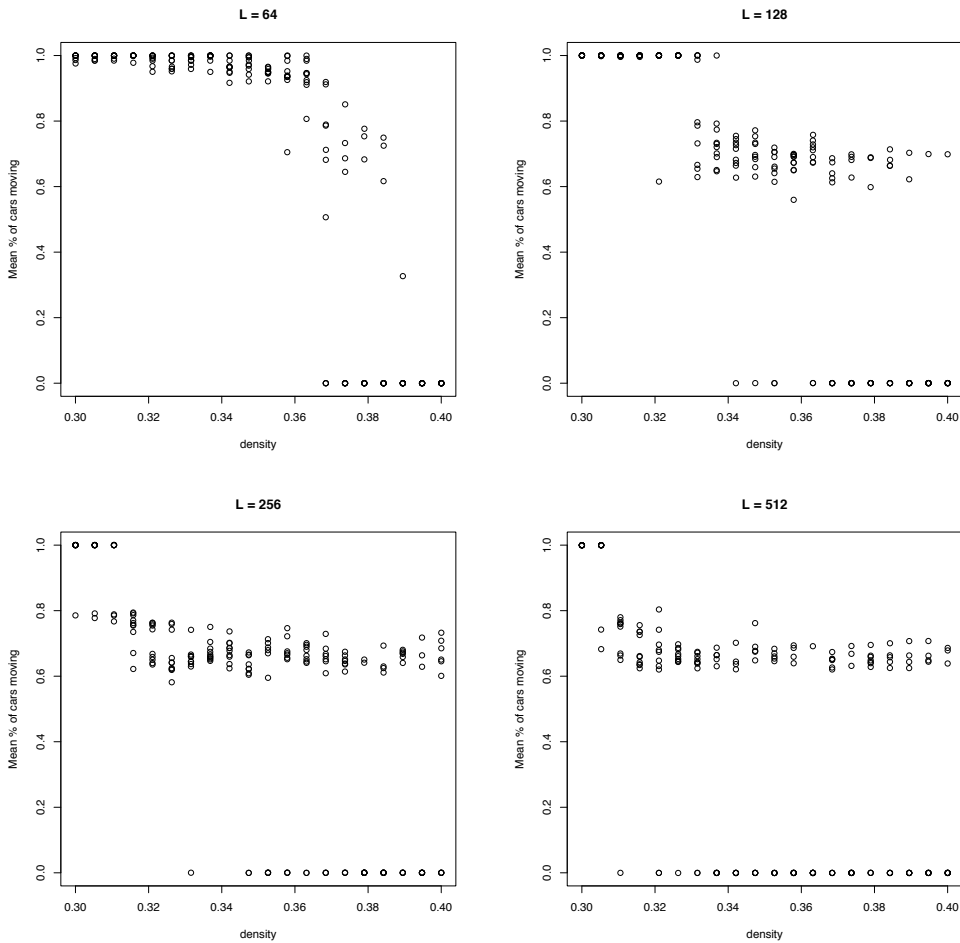 L = 64
Mean % of cars moving
0.0 0.2 0.4 0.6 0.8 1.0
0.30 0.32 0.34 0.36 0.38 0.40
density
L = 128
Mean % of cars moving
0.0 0.2 0.4 0.6 0.8 1.0
0.30 0.32 0.34 0.36 0.38 0.40
density
L = 256
Mean % of cars moving
0.0 0.2 0.4 0.6 0.8 1.0
0.30 0.32 0.34 0.36 0.38 0.40
density
L = 512
Mean % of cars moving
0.0 0.2 0.4 0.6 0.8 1.0
0.30 0.32 0.34 0.36 0.38 0.40
density